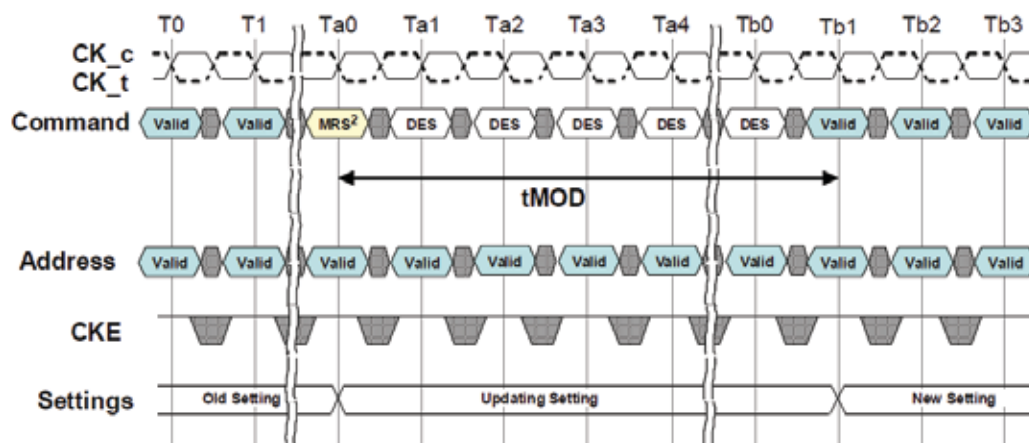 T0 T1 Ta0 Ta1 Ta2 Ta3 Ta4 Tb0 Tb1 Tb2 Tb3
CK_c
CK_t
Command Valid Valid MRS² DES DES DES DES DES Valid Valid Valid
tMOD
Address Valid Valid Valid Valid Valid Valid Valid Valid Valid Valid Valid
CKE
Settings Old Setting Updating Setting New Setting